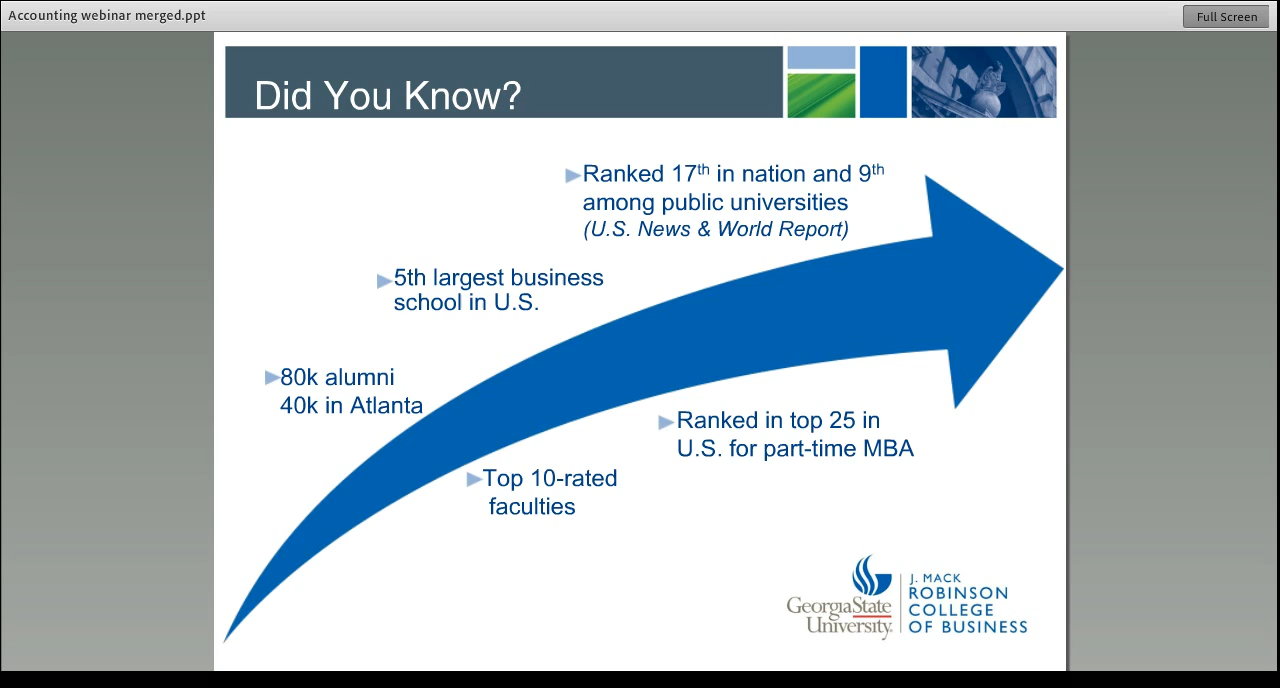 Accounting webinar merged.ppt
Full Screen
Did You Know?
Ranked 17th in nation and 9th
among public universities
(U.S. News & World Report)
5th largest business
school in U.S.
80k alumni
40k in Atlanta
Ranked in top 25 in
U.S. for part-time MBA
Top 10-rated
faculties
GeorgiaState
University.
J. MACK
ROBINSON
COLLEGE
OF BUSINESS